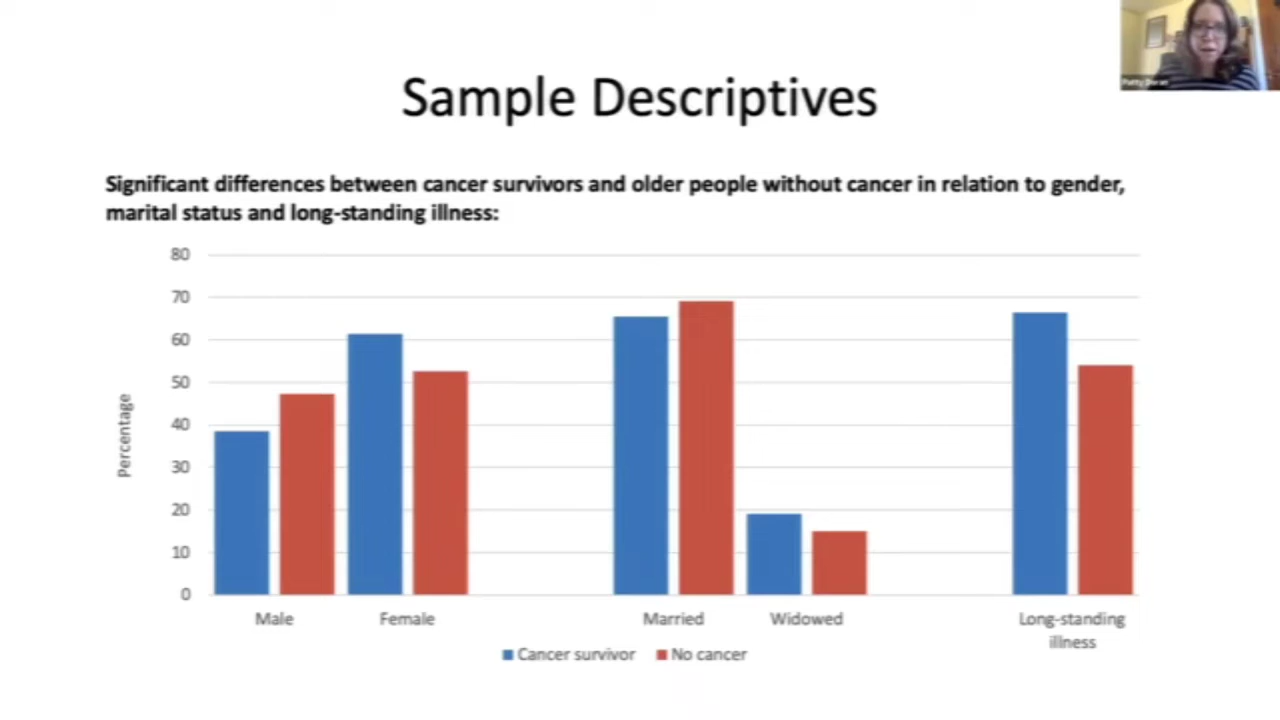 Sample Descriptives
Significant differences between cancer survivors and older people without cancer in relation to gender,
marital status and long-standing illness:
80
70
60
50
40
30
20
10
0
Percentage
Male
Female
Married
Widowed
Long-standing
illness
Cancer survivor
No cancer